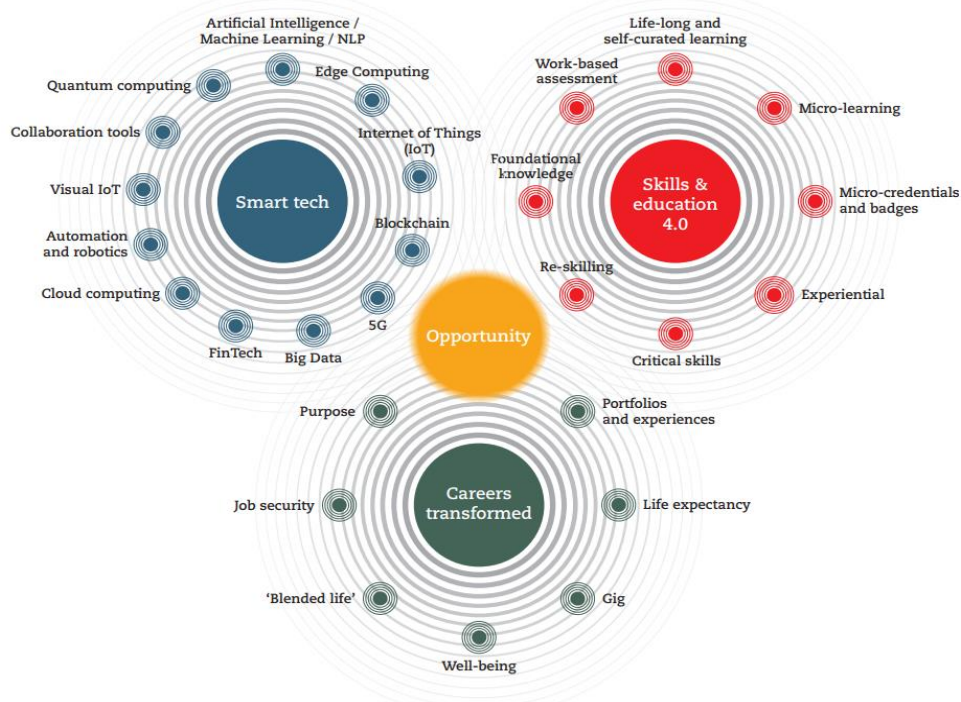 Artificial Intelligence /
Machine Learning / NLP
Edge Computing
Quantum computing
Collaboration tools
Internet of Things
(IoT)
Visual IoT
Smart tech
Blockchain
Automation
and robotics
Cloud computing
5G
FinTech
Big Data
Life-long and
self-curated learning
Work-based
assessment
Micro-learning
Foundational
knowledge
Skills &
education
4.0
Micro-credentials
and badges
Re-skilling
Experiential
Critical skills
Opportunity
Purpose
Portfolios
and experiences
Job security
Careers
transformed
Life expectancy
‘Blended life’
Gig
Well-being